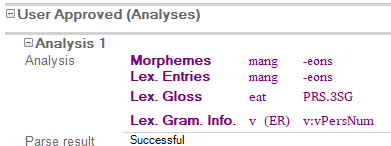 User Approved (Analyses)
Analysis 1
Analysis Morphemes mang -eons
Lex. Entries mang -eons
Lex. Gloss eat PRS.3SG
Lex. Gram. Info. v (ER) v:vPersNum
Parse result Successful